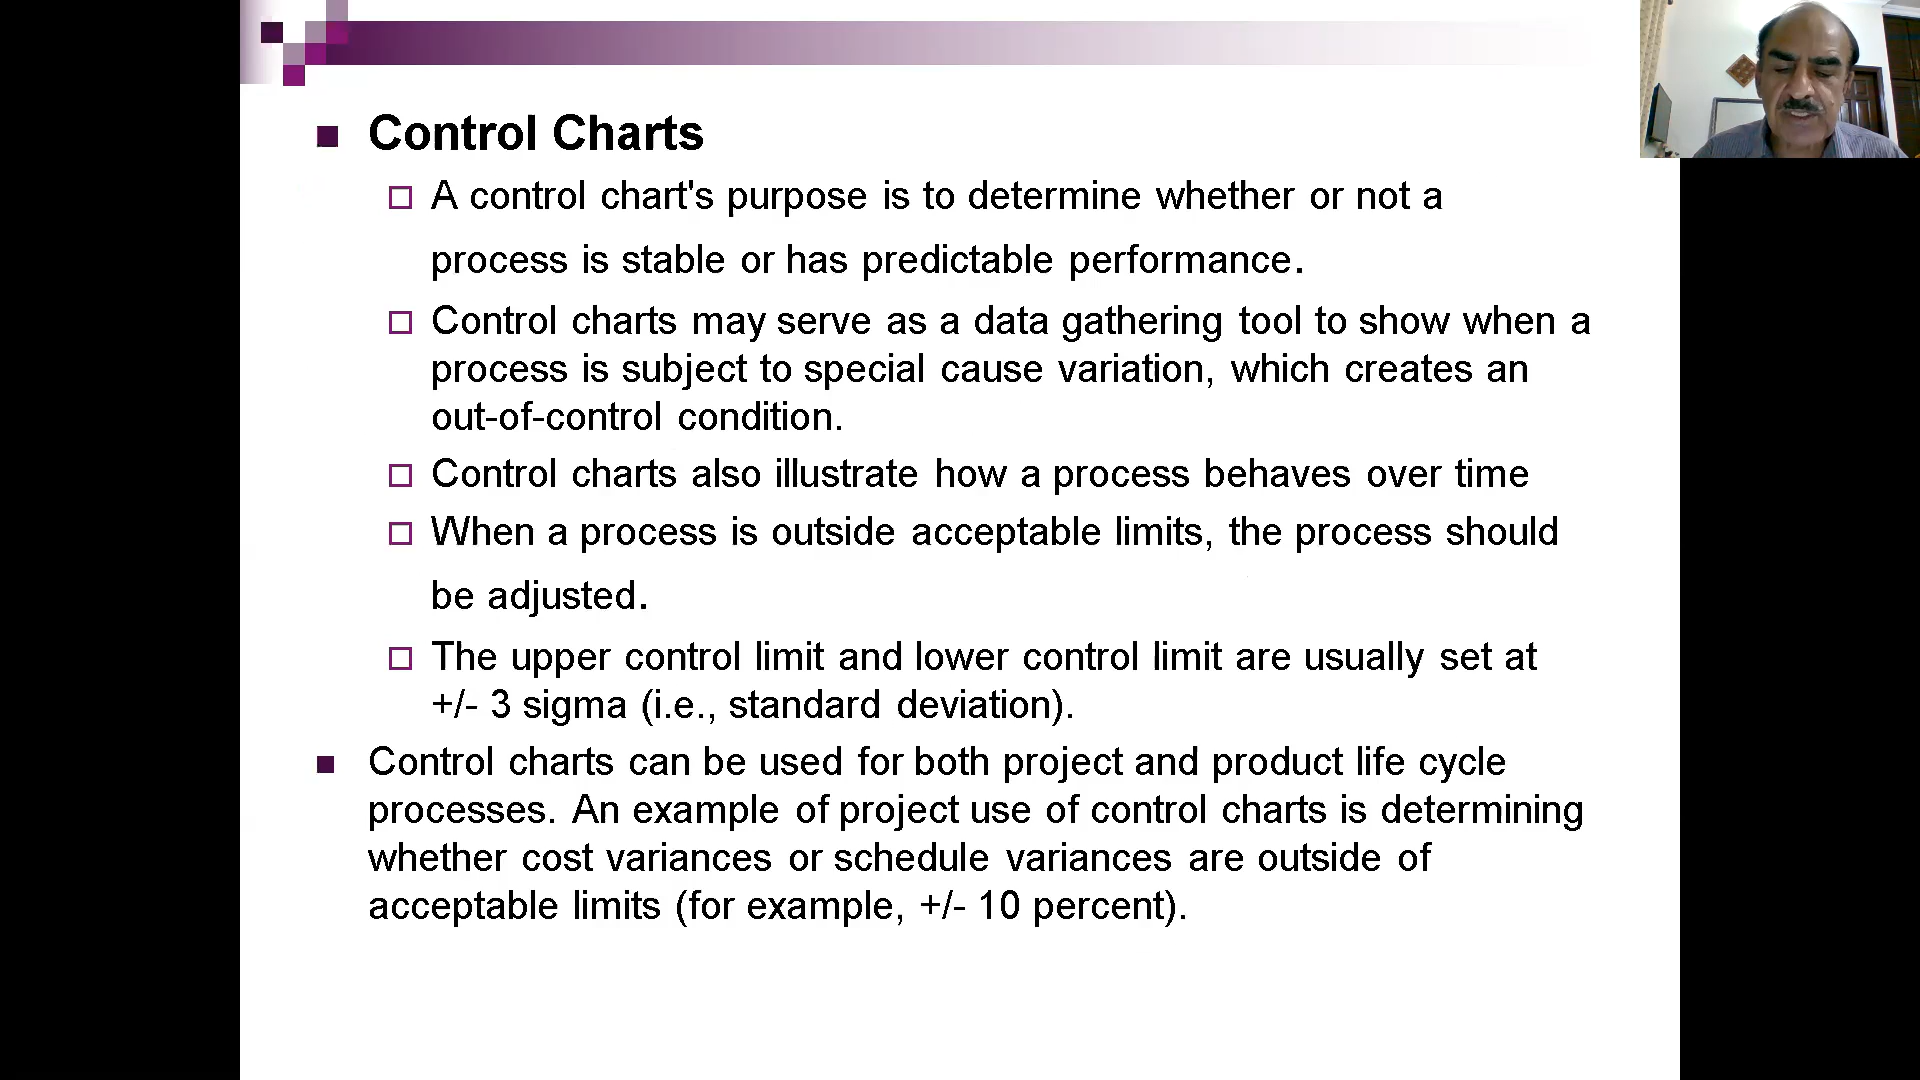 Control Charts
A control chart's purpose is to determine whether or not a
process is stable or has predictable performance.
Control charts may serve as a data gathering tool to show when a
process is subject to special cause variation, which creates an
out-of-control condition.
Control charts also illustrate how a process behaves over time
When a process is outside acceptable limits, the process should
be adjusted.
The upper control limit and lower control limit are usually set at
+/- 3 sigma (i.e., standard deviation).
Control charts can be used for both project and product life cycle
processes. An example of project use of control charts is determining
whether cost variances or schedule variances are outside of
acceptable limits (for example, +/- 10 percent).